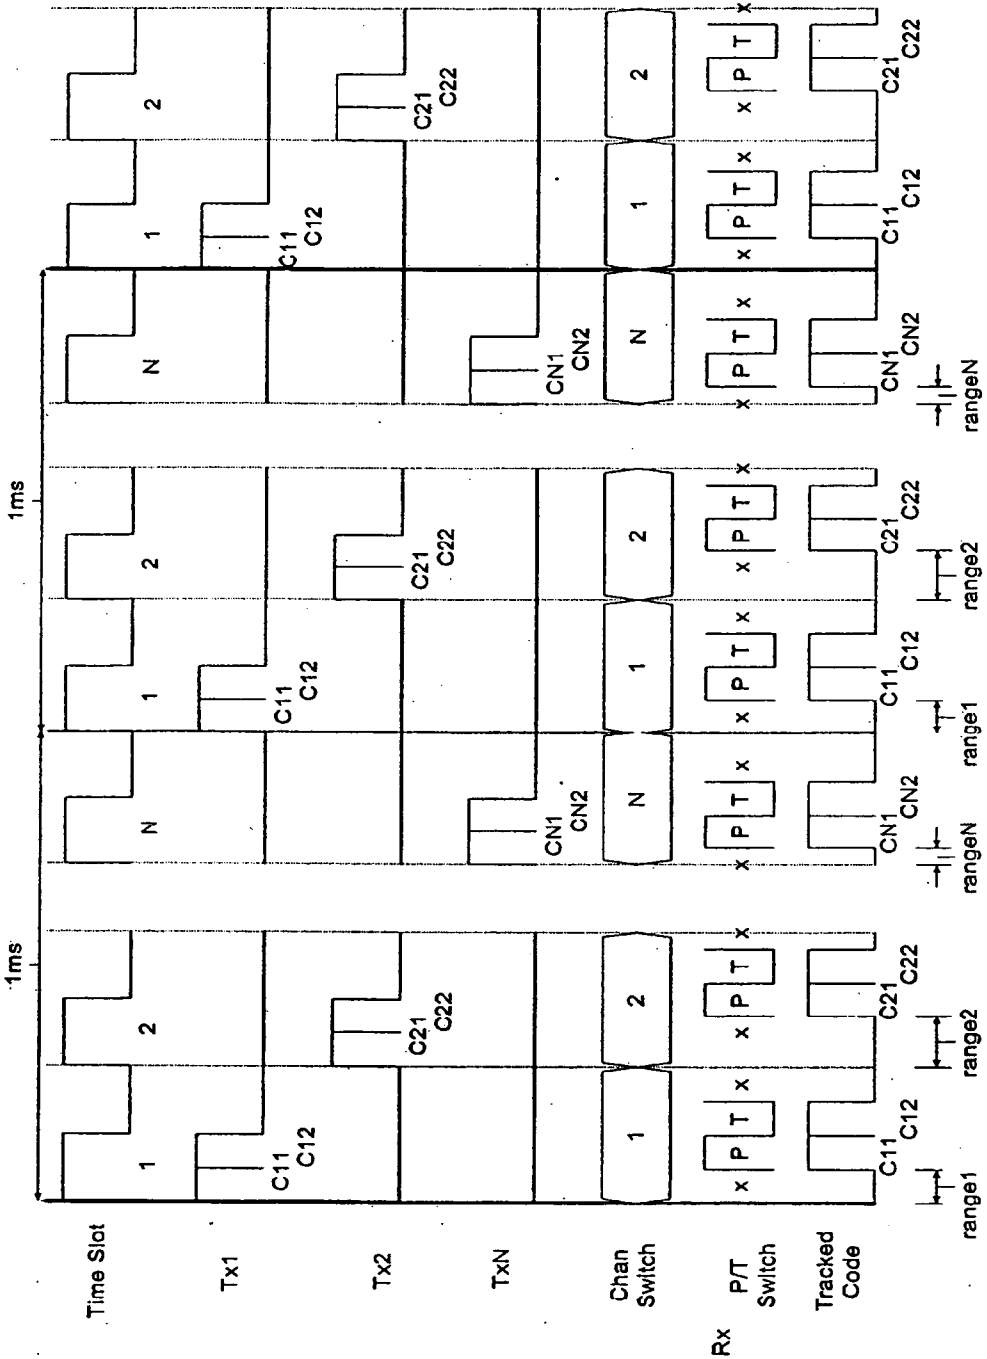 1ms 1ms
Time Slot 1 2 N 1 2 N 1 2
Tx1 C11 C12 C11 C12 C11 C12
Tx2 C21 C22 C21 C22 C21 C22
TxN CN1 CN2 CN1 CN2
Chan
Switch 1 2 N 1 2 N 1 2
Rx
P/T
Switch x P T x x P T x x P T x x P T x x P T x x P T x x P T x x P T x
Tracked
Code C11 C12 C21 C22 CN1 CN2 C11 C12 C21 C22 CN1 CN2 C11 C12 C21 C22
range1 range2 rangeN range1 range2 rangeN